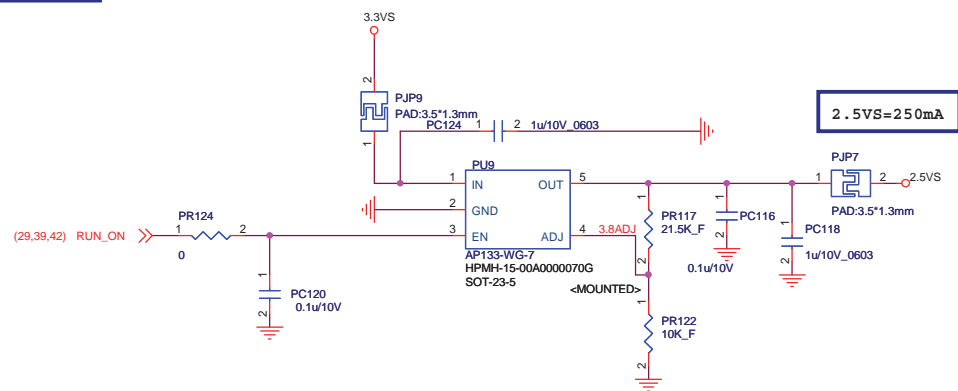 3.3VS
2
PJP9
PAD:3.5*1.3mm
1
PC124
1
2
1u/10V_0603
2.5VS=250mA
PU9
1
IN
OUT
5
2
GND
3
EN
ADJ
4
3.8ADJ
AP133-WG-7
HPMH-15-00A0000070G
SOT-23-5
<MOUNTED>
PJP7
1
2
2.5VS
PAD:3.5*1.3mm
(29,39,42) RUN_ON
PR124
1
2
0
1
PC120
0.1u/10V
2
1
PR117
21.5K_F
2
1
PC116
2
0.1u/10V
1
PC118
2
1u/10V_0603
1
PR122
10K_F
2